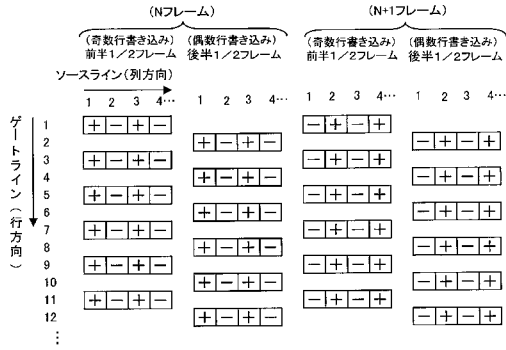 (Nフレーム)
(N+1フレーム)
(奇数行書き込み)
前半1/2フレーム
(偶数行書き込み)
後半1/2フレーム
(奇数行書き込み)
前半1/2フレーム
(偶数行書き込み)
後半1/2フレーム
ソースライン(列方向)
1 2 3 4… 1 2 3 4… 1 2 3 4… 1 2 3 4…
ゲートライン(行方向)
1 + − + − − + − +
2 + − + − − + − +
3 + − + − − + − +
4 + − + − − + − +
5 + − + − − + − +
6 + − + − − + − +
7 + − + − − + − +
8 + − + − − + − +
9 + − + − − + − +
10 + − + − − + − +
11 + − + − − + − +
12 + − + − − + − +
⋮